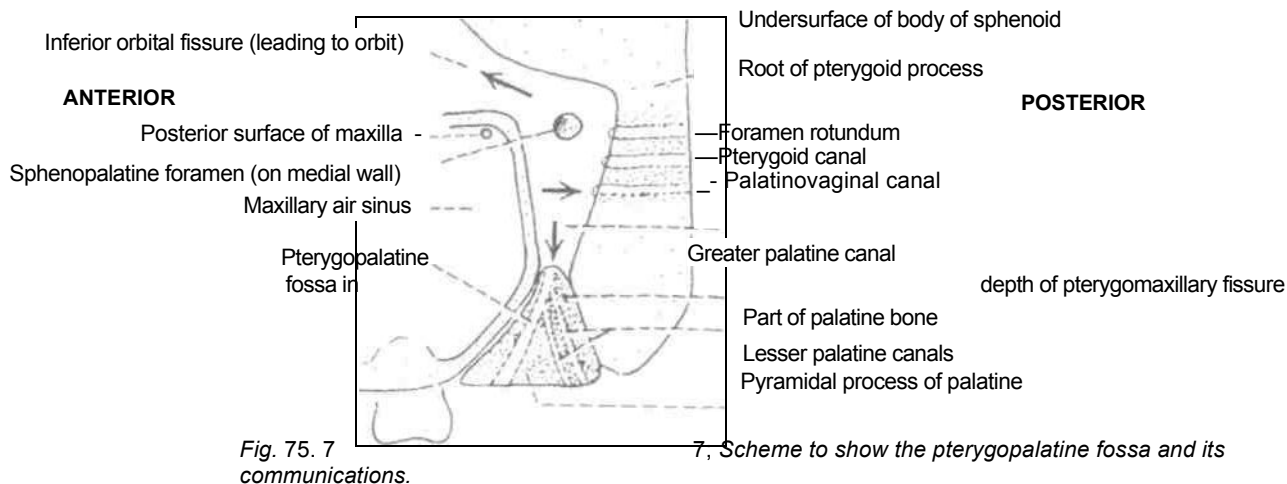 Undersurface of body of sphenoid
Inferior orbital fissure (leading to orbit)
Root of pterygoid process
ANTERIOR
POSTERIOR
Posterior surface of maxilla -
—Foramen rotundum
—Pterygoid canal
Sphenopalatine foramen (on medial wall)
- Palatinovaginal canal
Maxillary air sinus
Pterygopalatine
Greater palatine canal
fossa in
depth of pterygomaxillary fissure
Part of palatine bone
Lesser palatine canals
Pyramidal process of palatine
Fig. 75. 7 7, Scheme to show the pterygopalatine fossa and its
communications.